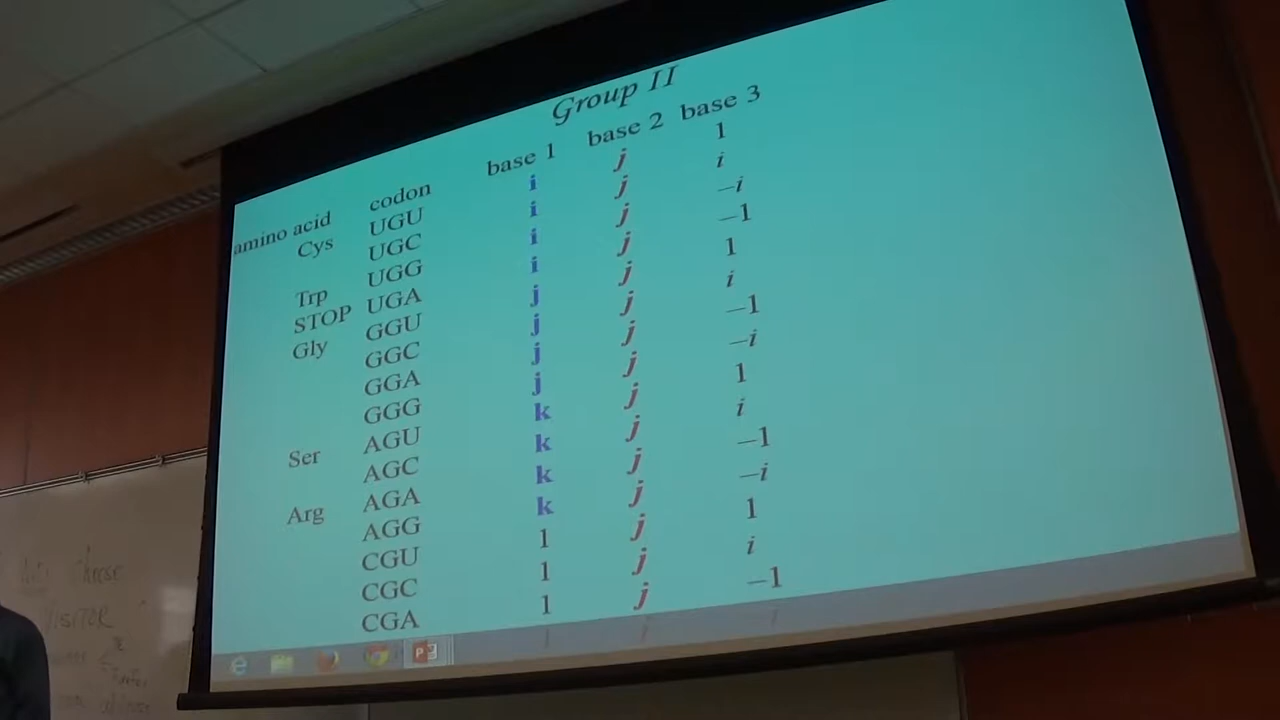 Group II
amino acid codon base 1 base 2 base 3
Cys UGU i j 1
UGC i j i
Trp UGG i j –i
STOP UGA i j –1
Gly GGU j j 1
GGC j j i
GGA j j –1
GGG j j –i
Ser AGU k j 1
AGC k j i
Arg AGA k j –1
AGG k j –i
CGU 1 j 1
CGC 1 j i
CGA 1 j –1
VISITOR